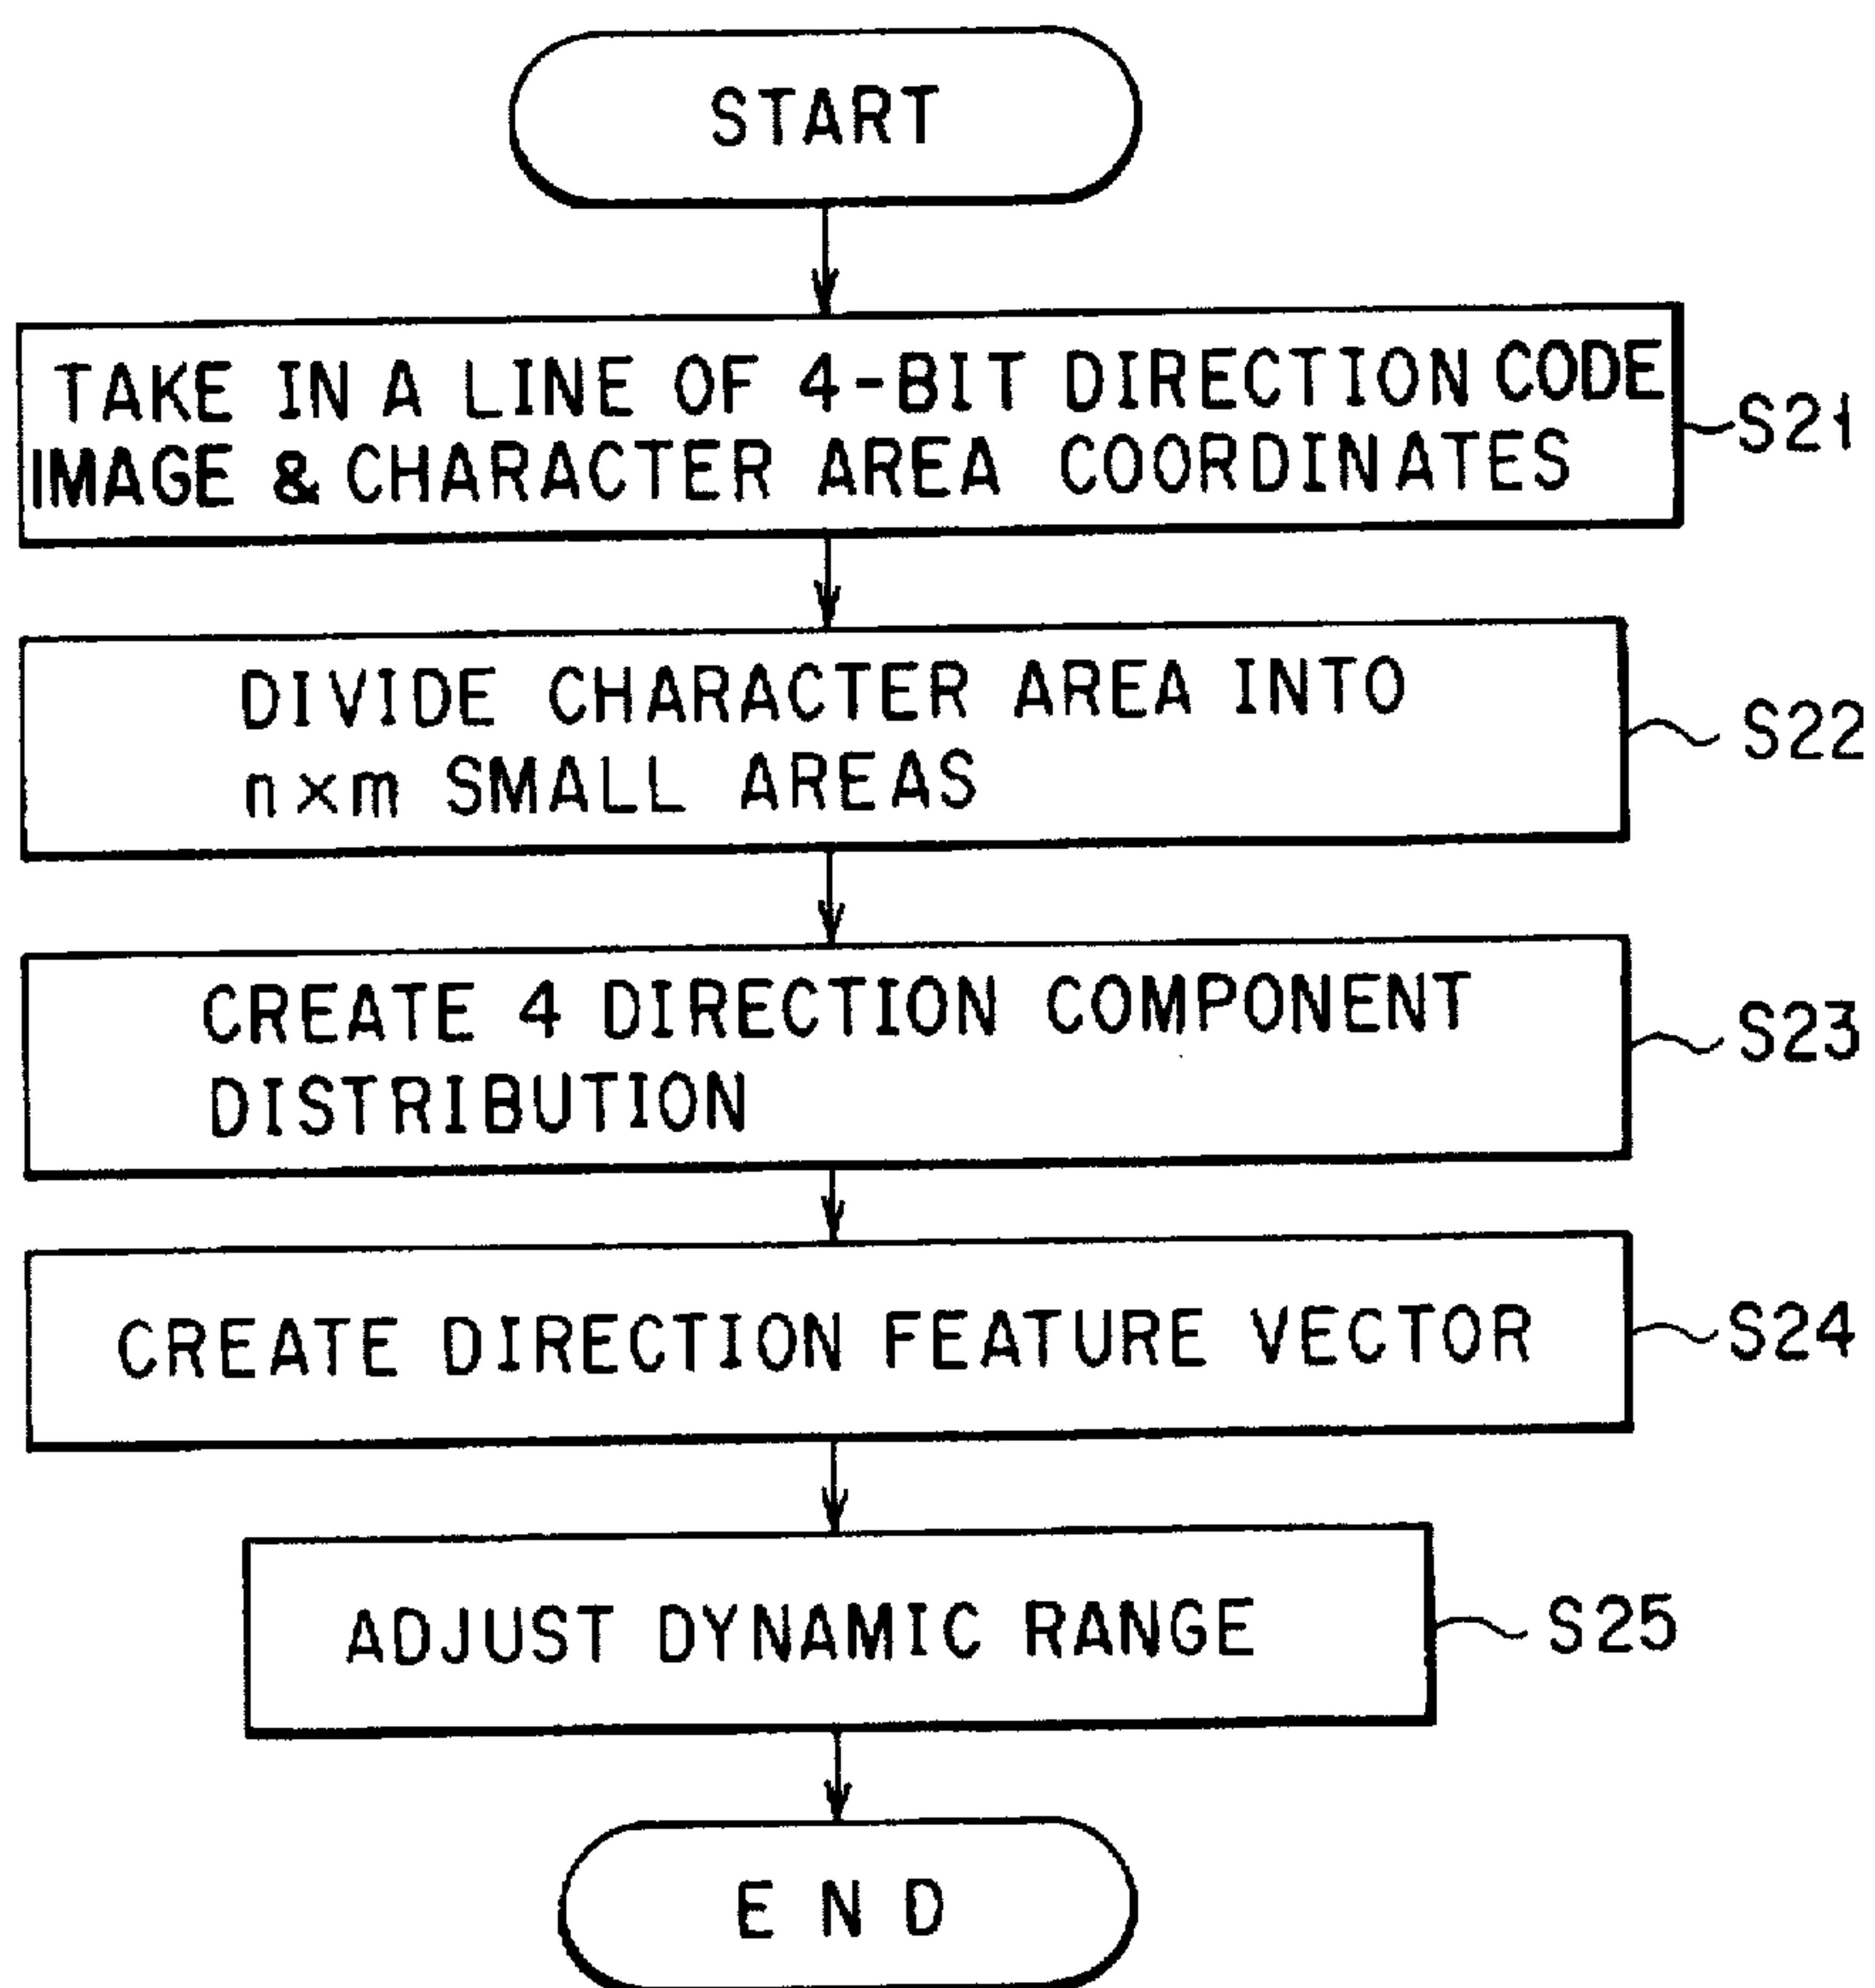 START
TAKE IN A LINE OF 4-BIT DIRECTION CODE
IMAGE & CHARACTER AREA COORDINATES
S21
DIVIDE CHARACTER AREA INTO
n×m SMALL AREAS
S22
CREATE 4 DIRECTION COMPONENT
DISTRIBUTION
S23
CREATE DIRECTION FEATURE VECTOR
S24
ADJUST DYNAMIC RANGE
S25
END